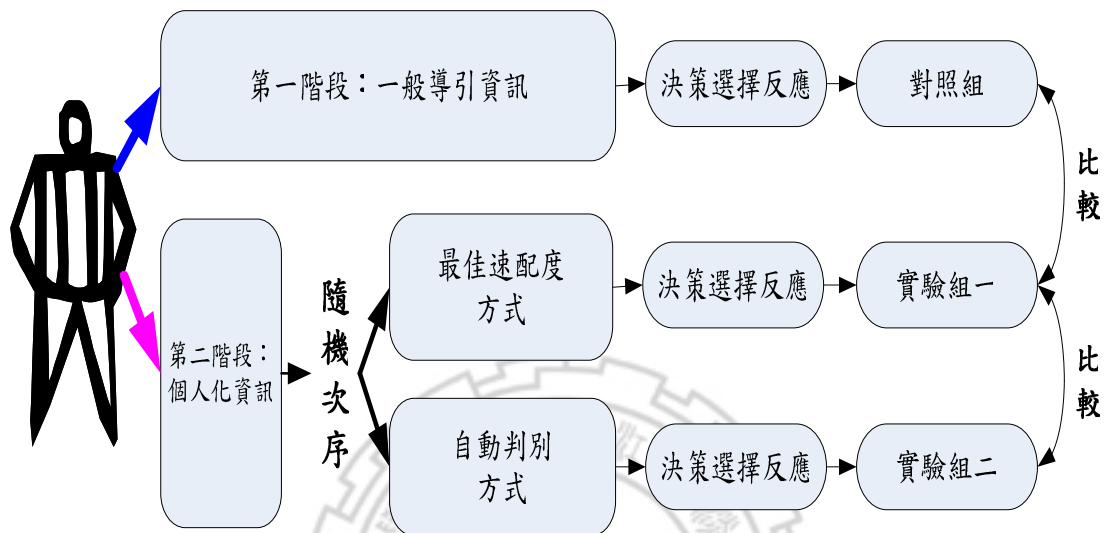 第一階段：一般導引資訊
決策選擇反應
對照組
比較
第二階段：
個人化資訊
隨機次序
最佳速配度
方式
決策選擇反應
實驗組一
比較
自動判別
方式
決策選擇反應
實驗組二